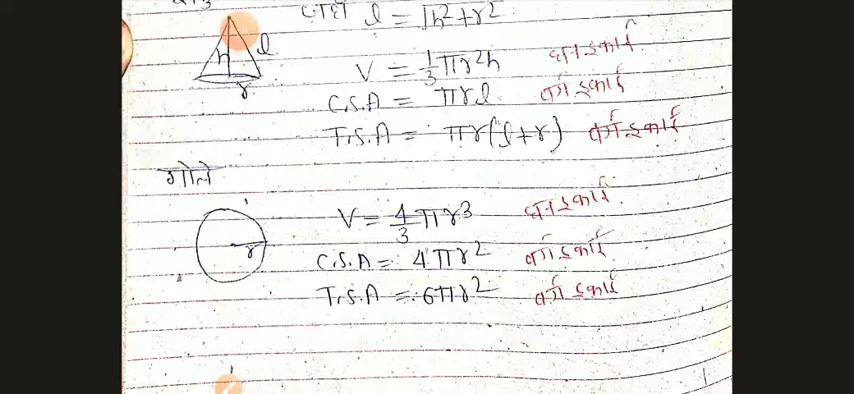 जहाँ l = √h²+r²
h l r
V = 1/3 πr²h घन इकाई
C.S.A = πrl वर्ग इकाई
T.S.A = πr(l+r) वर्ग इकाई
गोले
r
V = 4/3 πr³ घन इकाई
C.S.A = 4πr² वर्ग इकाई
T.S.A = 6πr² वर्ग इकाई